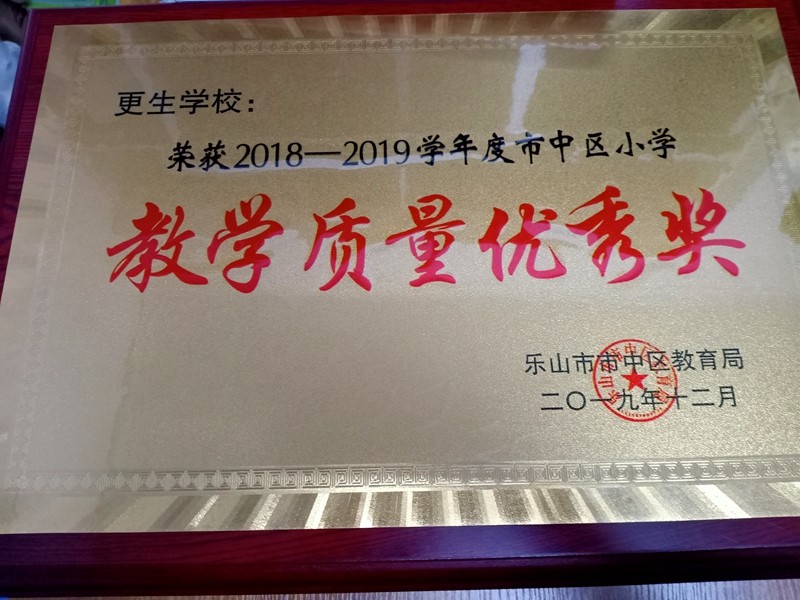 更生学校：
荣获2018—2019学年度市中区小学
教学质量优秀奖
乐山市市中区教育局
二〇一九年十二月